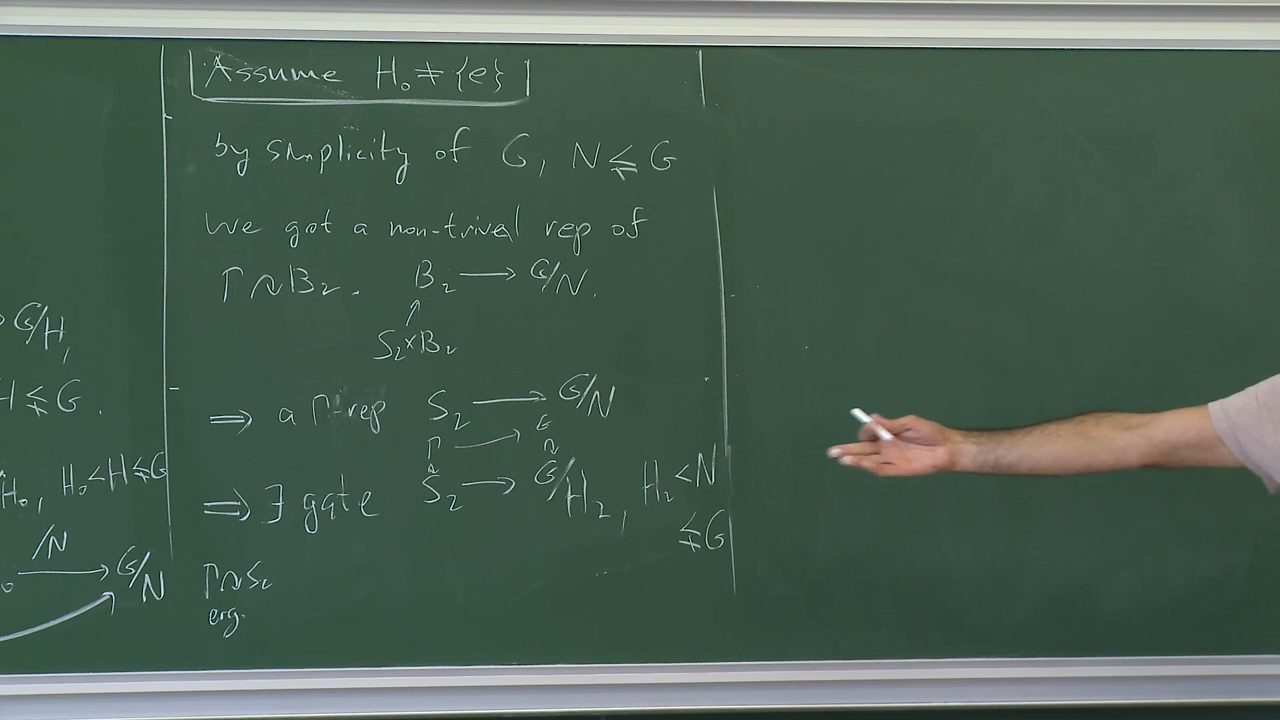 G/H,
H ≨ G.
H₀, H₀<H≨G
/N
→ G/N
Assume H₀ ≠ {e}
by simplicity of G, N ≨ G
We got a non-trival rep of
Γ ↷ B₂. B₂ → G/N.
↑
S₂×B₂
⇒ a Γ-rep S₂ → G/N
Γ → G
⇒ ∃ gate S₂ → G/H₂, H₂<N
≨G
Γ↷S₂
erg.